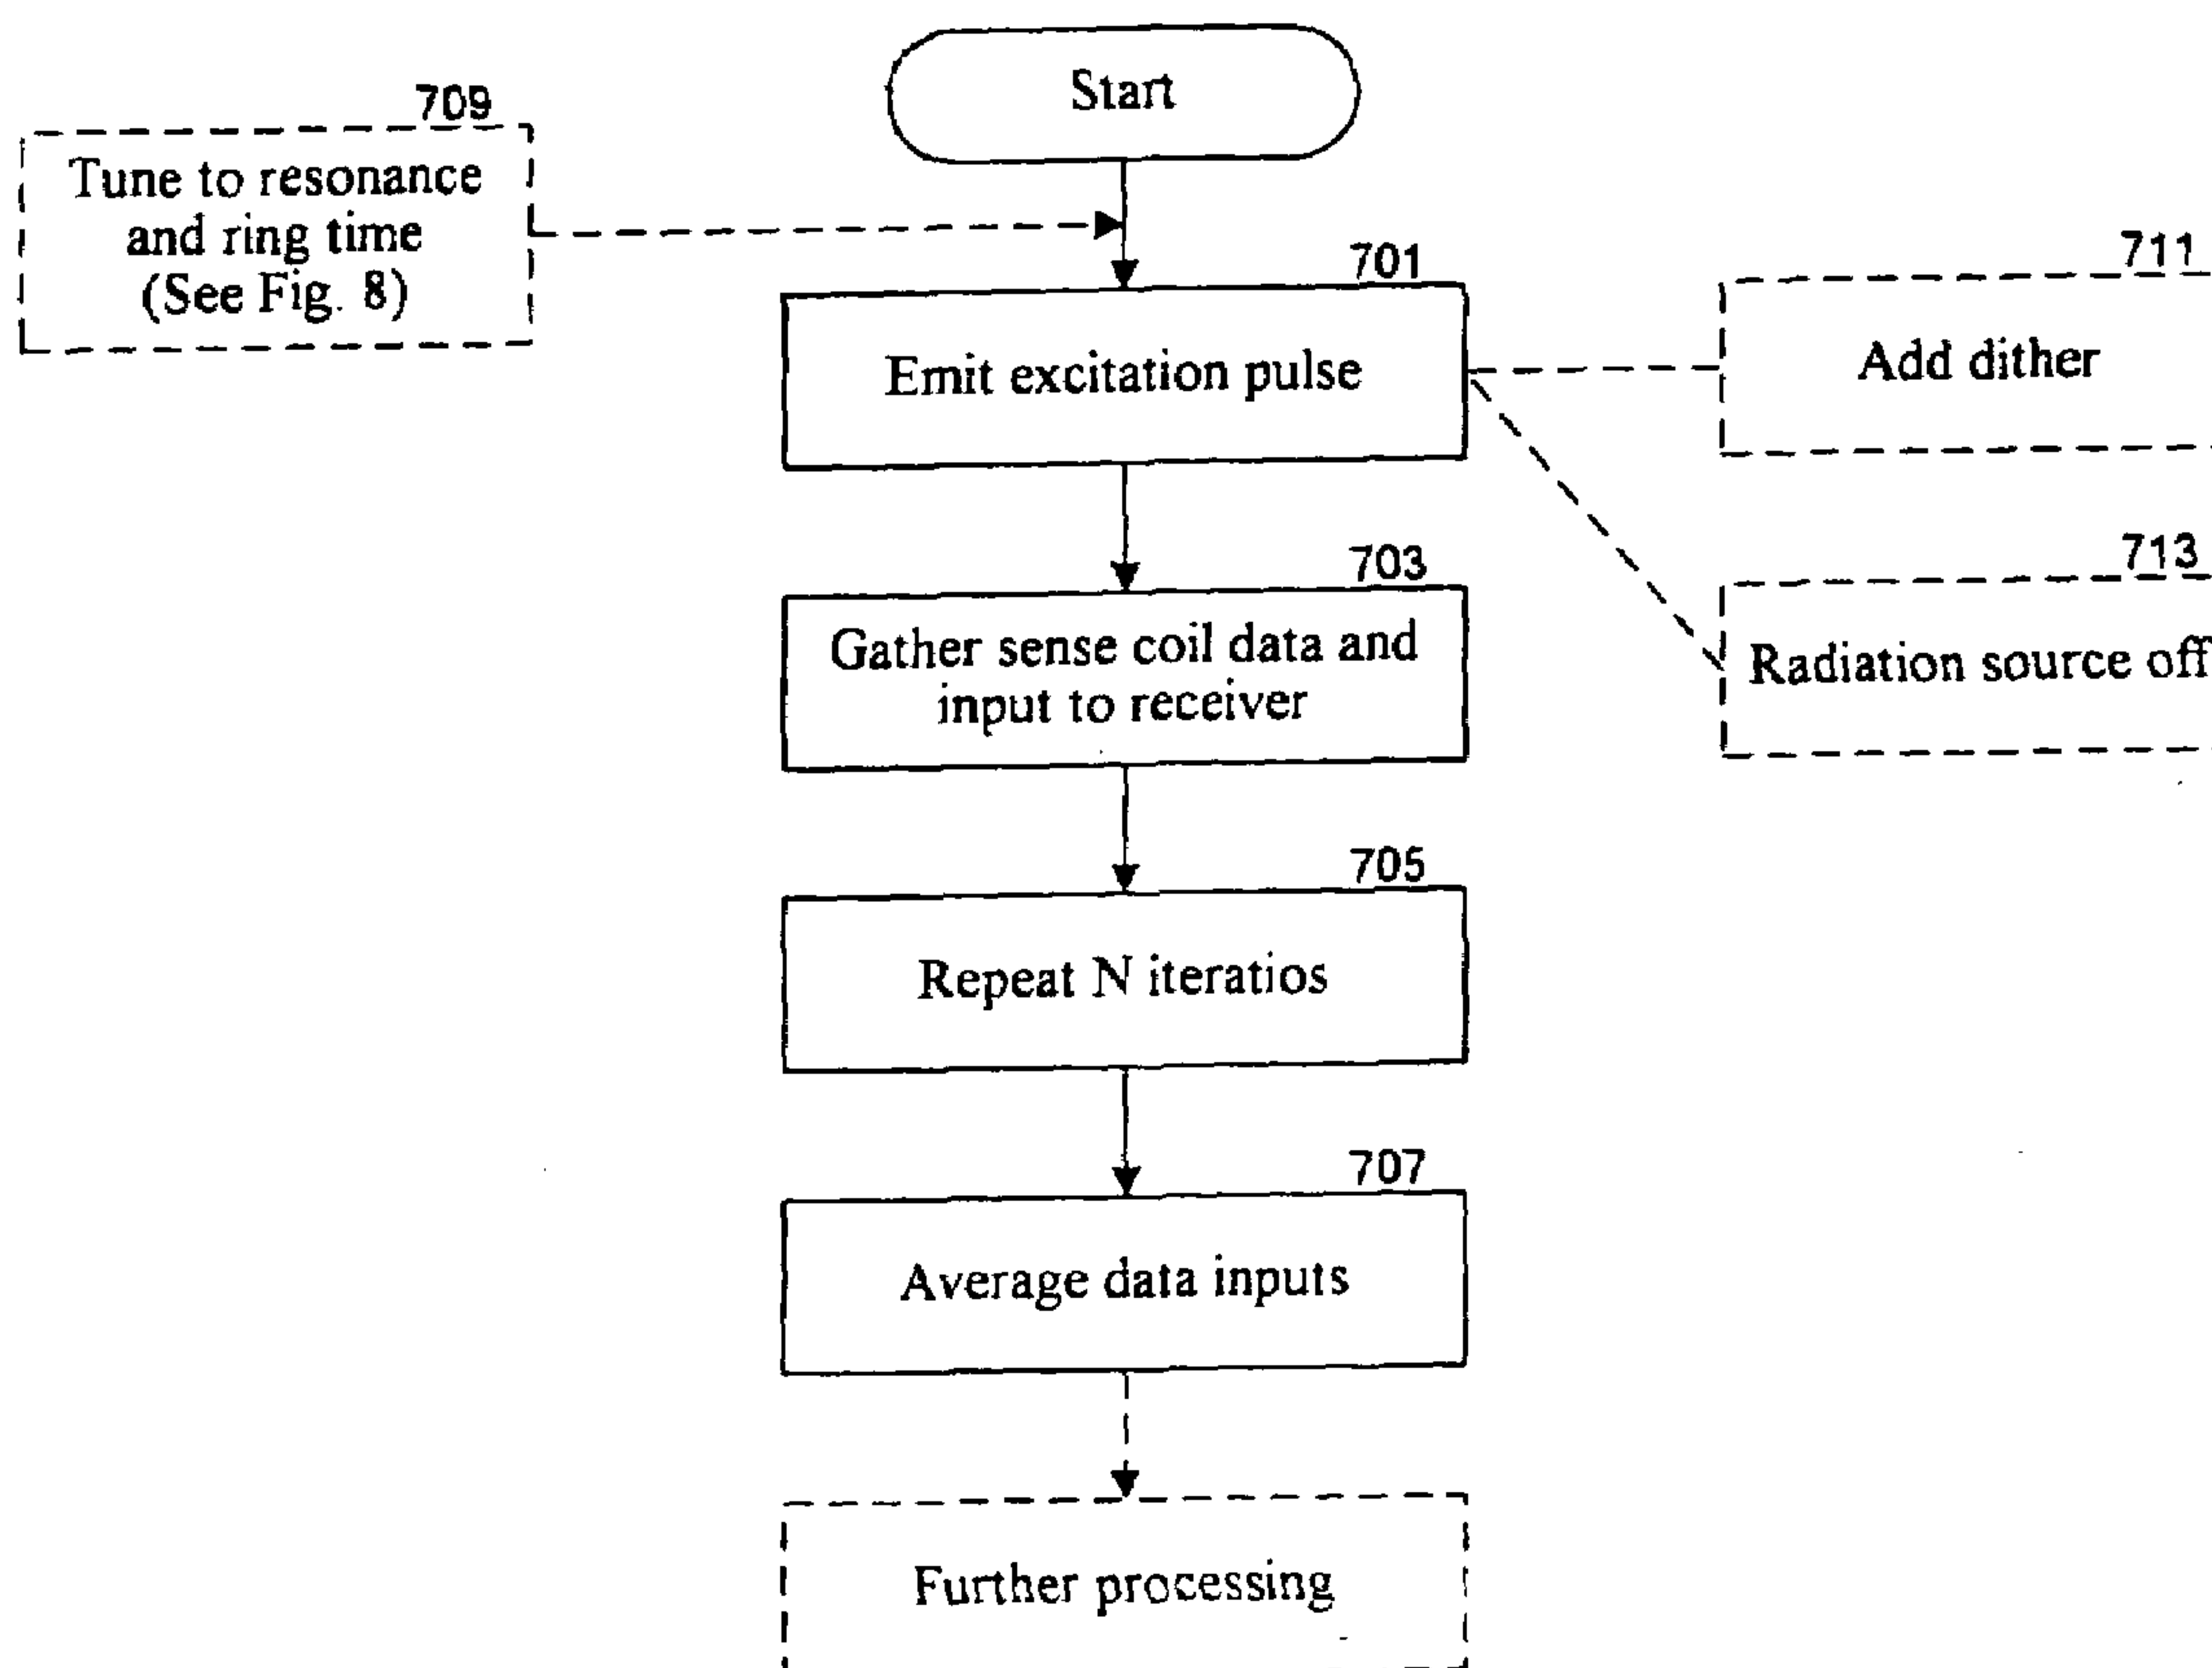 Start
709
Tune to resonance
and ring time
(See Fig. 8)
701
Emit excitation pulse
711
Add dither
703
Gather sense coil data and
input to receiver
713
Radiation source off
705
Repeat N iteratios
707
Average data inputs
Further processing